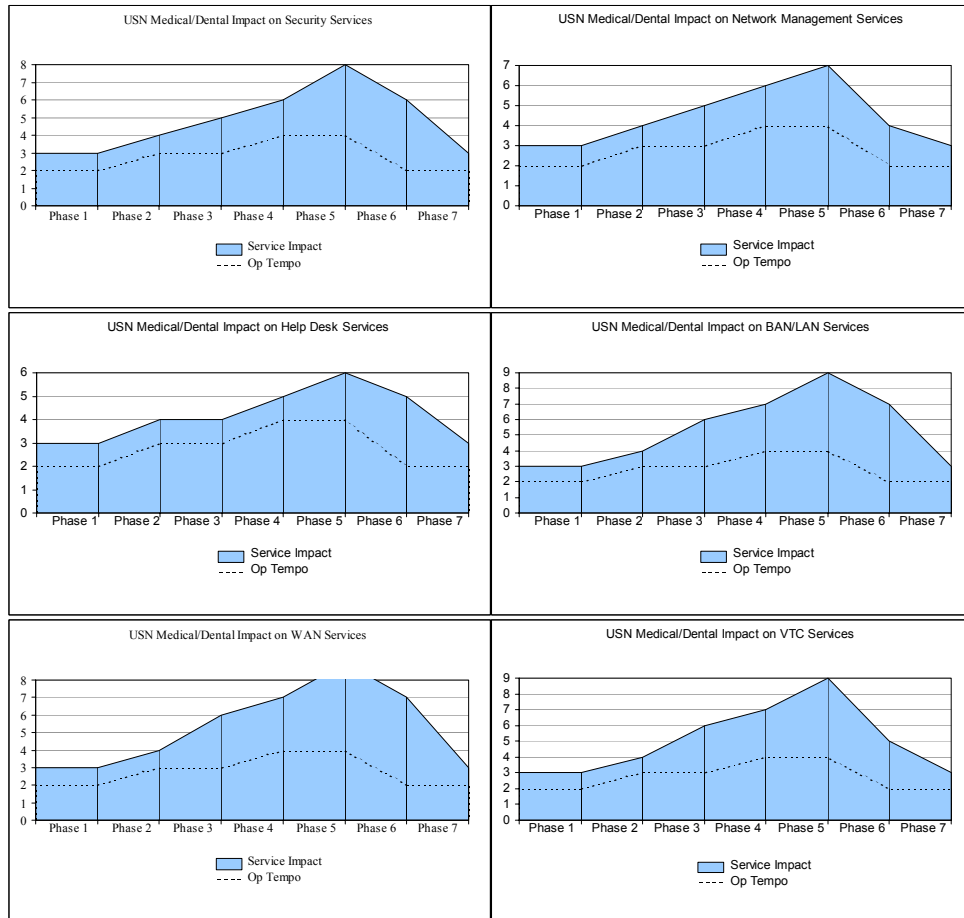 USN Medical/Dental Impact on Security Services
8
7
6
5
4
3
2
1
0
Phase 1 Phase 2 Phase 3 Phase 4 Phase 5 Phase 6 Phase 7
Service Impact
Op Tempo
USN Medical/Dental Impact on Network Management Services
7
6
5
4
3
2
1
0
Phase 1 Phase 2 Phase 3 Phase 4 Phase 5 Phase 6 Phase 7
Service Impact
Op Tempo
USN Medical/Dental Impact on Help Desk Services
6
5
4
3
2
1
0
Phase 1 Phase 2 Phase 3 Phase 4 Phase 5 Phase 6 Phase 7
Service Impact
Op Tempo
USN Medical/Dental Impact on BAN/LAN Services
9
8
7
6
5
4
3
2
1
0
Phase 1 Phase 2 Phase 3 Phase 4 Phase 5 Phase 6 Phase 7
Service Impact
Op Tempo
USN Medical/Dental Impact on WAN Services
8
7
6
5
4
3
2
1
0
Phase 1 Phase 2 Phase 3 Phase 4 Phase 5 Phase 6 Phase 7
Service Impact
Op Tempo
USN Medical/Dental Impact on VTC Services
9
8
7
6
5
4
3
2
1
0
Phase 1 Phase 2 Phase 3 Phase 4 Phase 5 Phase 6 Phase 7
Service Impact
Op Tempo